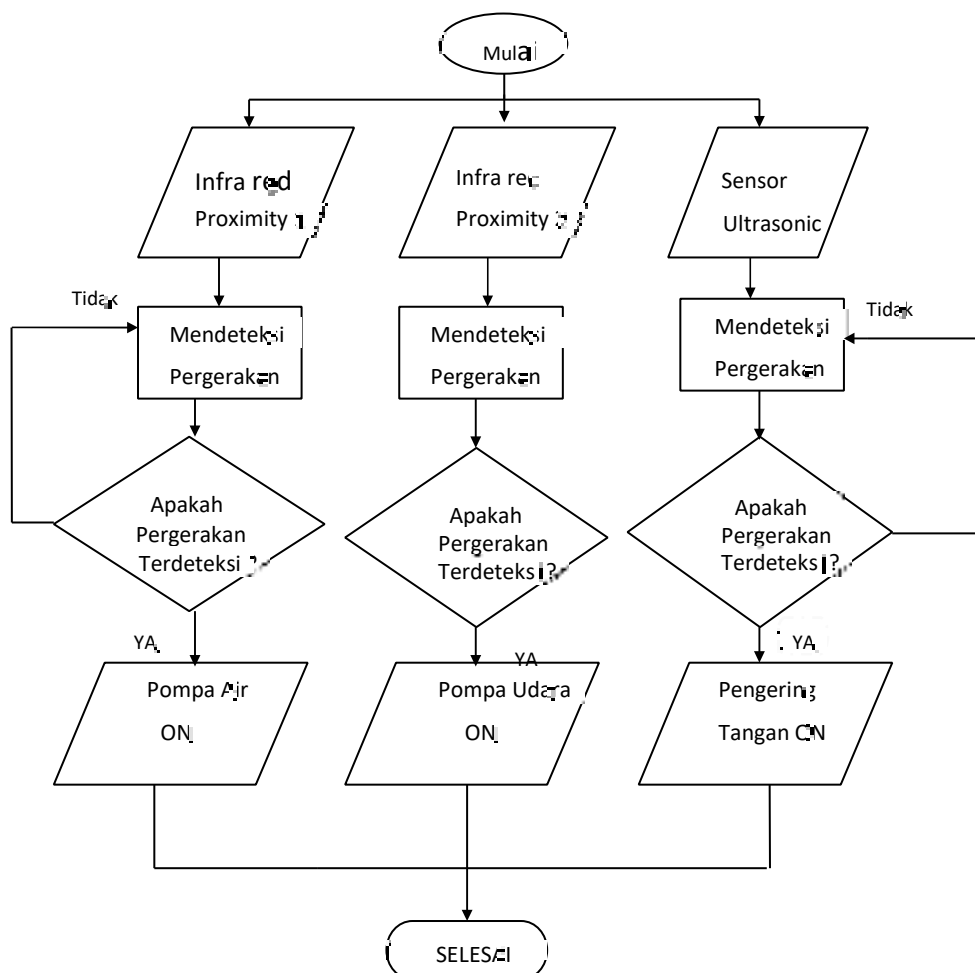 Mulai
Infra red
Proximity 1
Infra red
Proximity 2
Sensor
Ultrasonic
Tidak
Mendeteksi
Pergerakan
Mendeteksi
Pergerakan
Mendeteksi
Pergerakan
Tidak
Apakah
Pergerakan
Terdeteksi ?
Apakah
Pergerakan
Terdeteksi?
Apakah
Pergerakan
Terdeteksi?
YA
YA
YA
Pompa Air
ON
Pompa Udara
ON
Pengering
Tangan ON
SELESAI